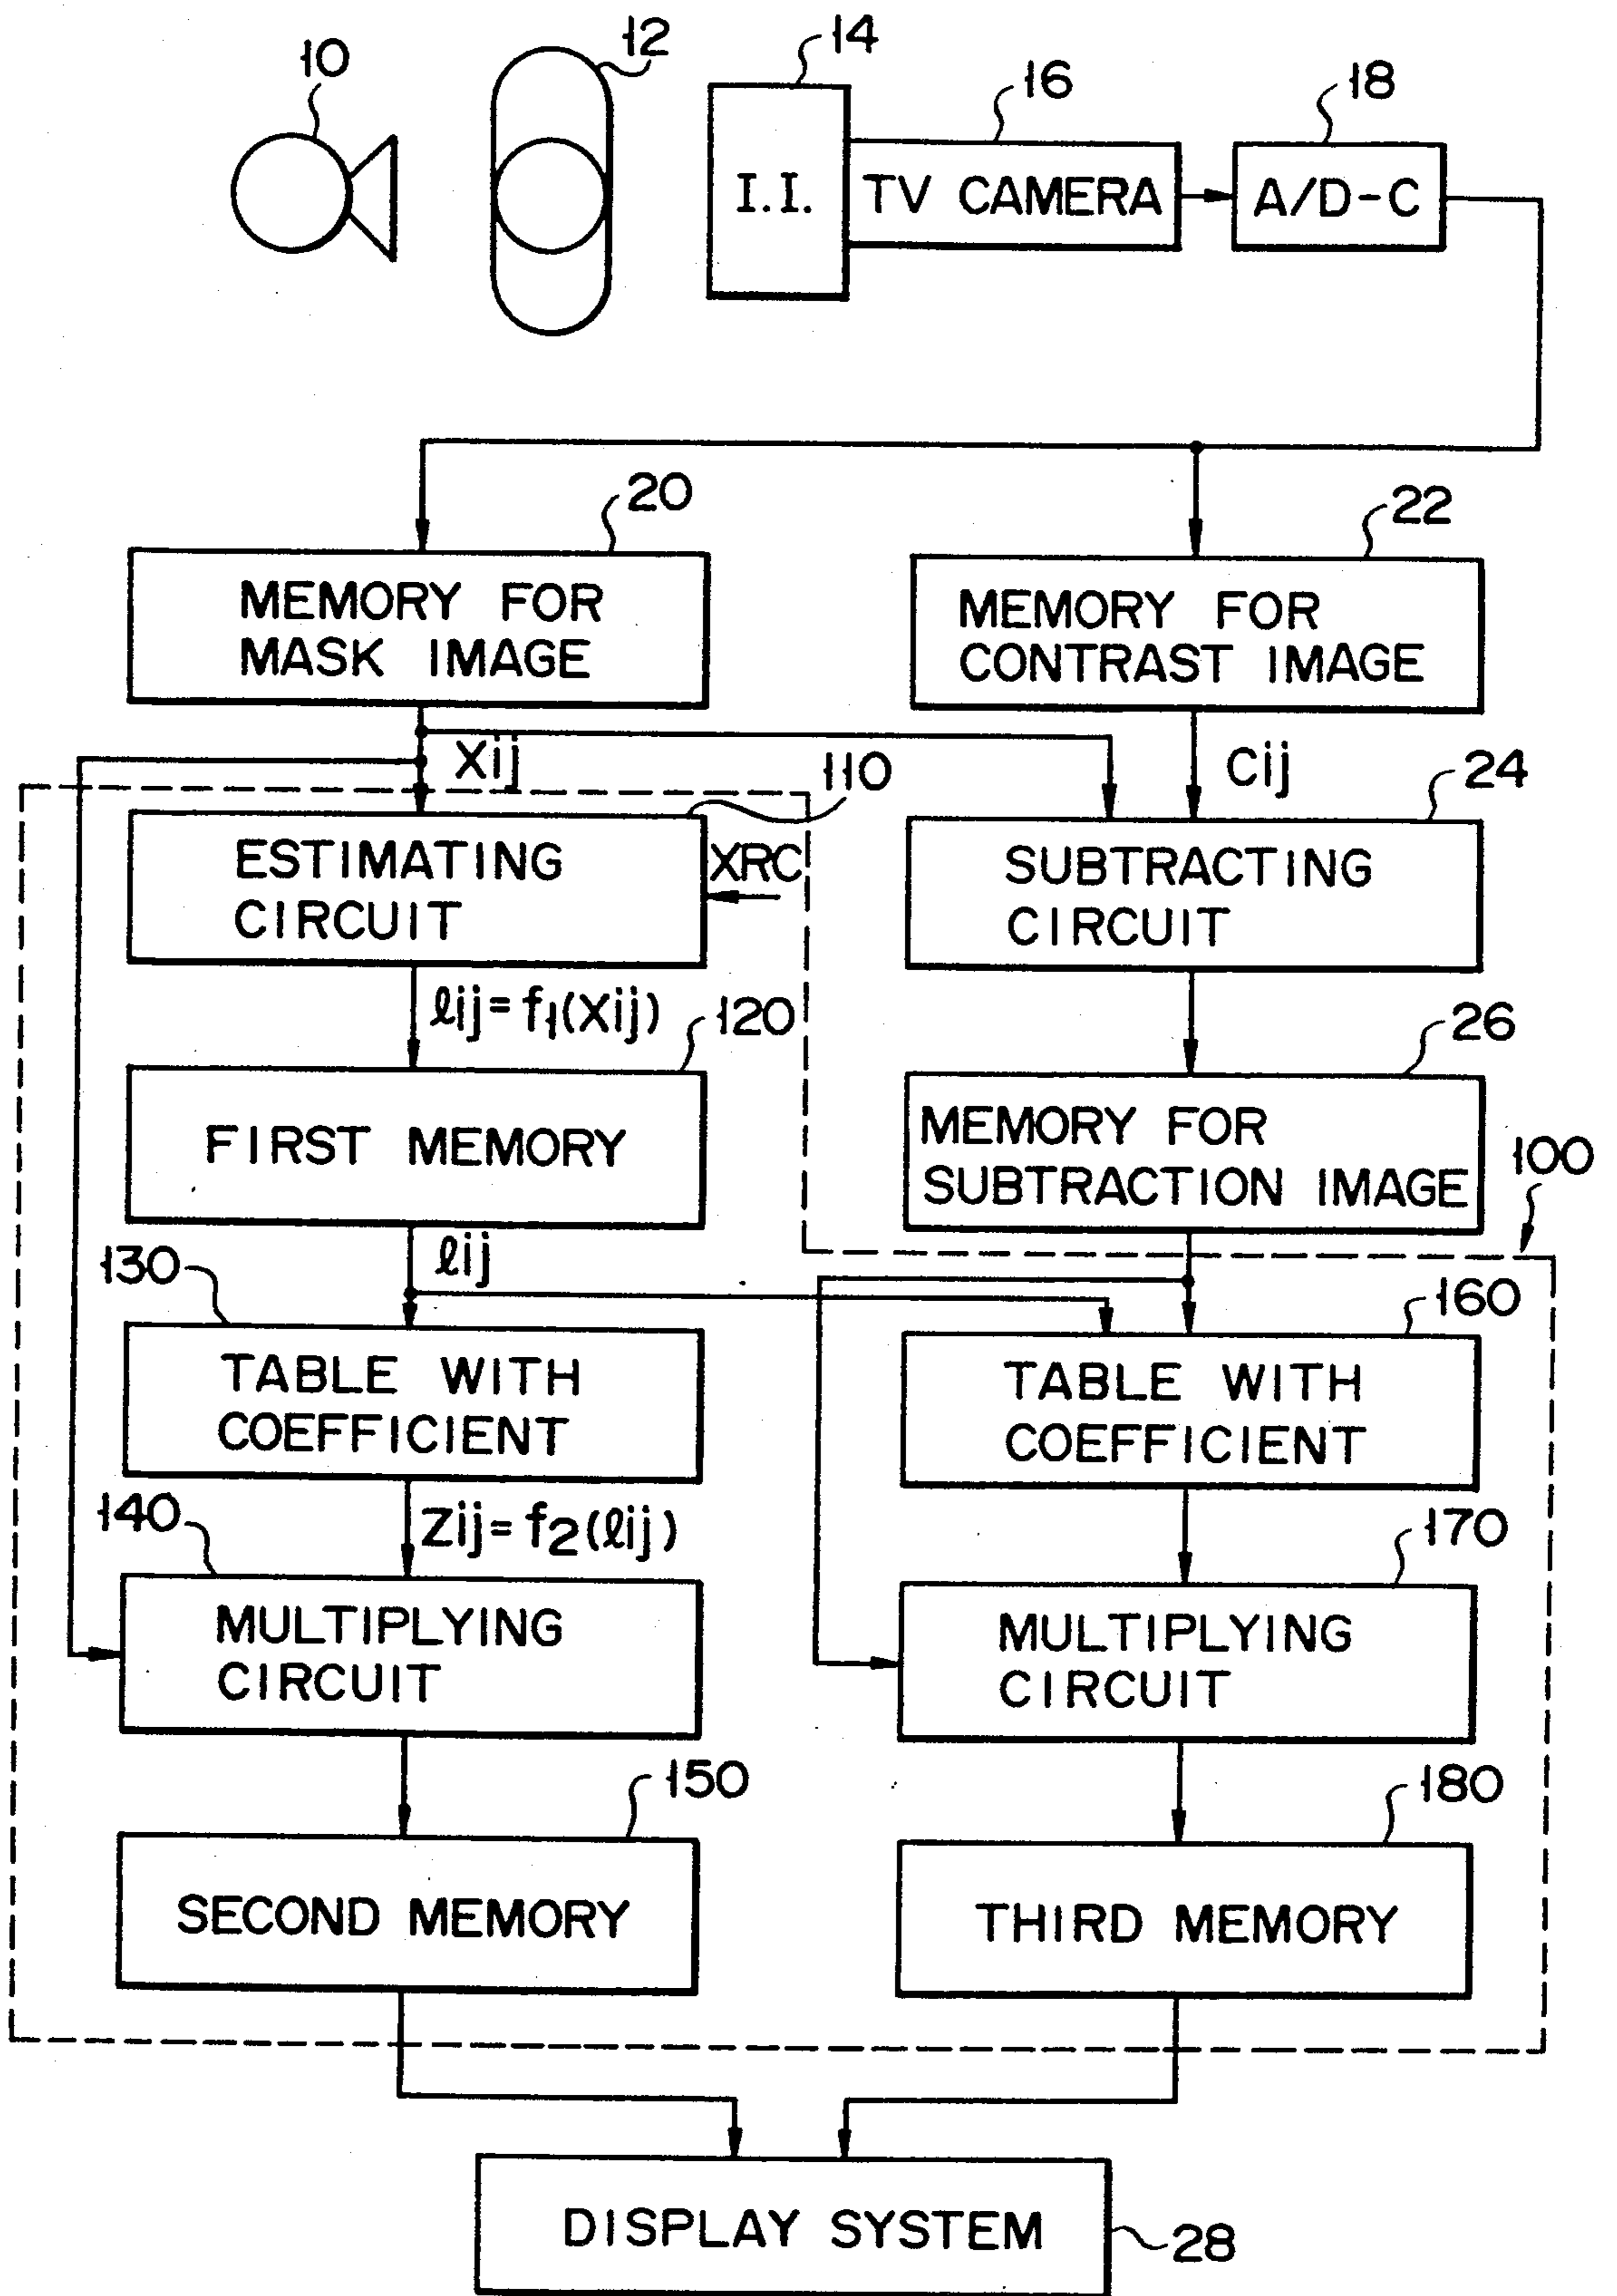 10
12
14
16
18
I.I.
TV CAMERA
A/D-C
20
22
MEMORY FOR
MASK IMAGE
MEMORY FOR
CONTRAST IMAGE
Xij
110
Cij
24
ESTIMATING
CIRCUIT
XRC
SUBTRACTING
CIRCUIT
ℓij=f1(Xij)
120
26
FIRST MEMORY
MEMORY FOR
SUBTRACTION IMAGE
100
130
ℓij
160
TABLE WITH
COEFFICIENT
TABLE WITH
COEFFICIENT
140
Zij=f2(ℓij)
170
MULTIPLYING
CIRCUIT
MULTIPLYING
CIRCUIT
150
180
SECOND MEMORY
THIRD MEMORY
DISPLAY SYSTEM
28